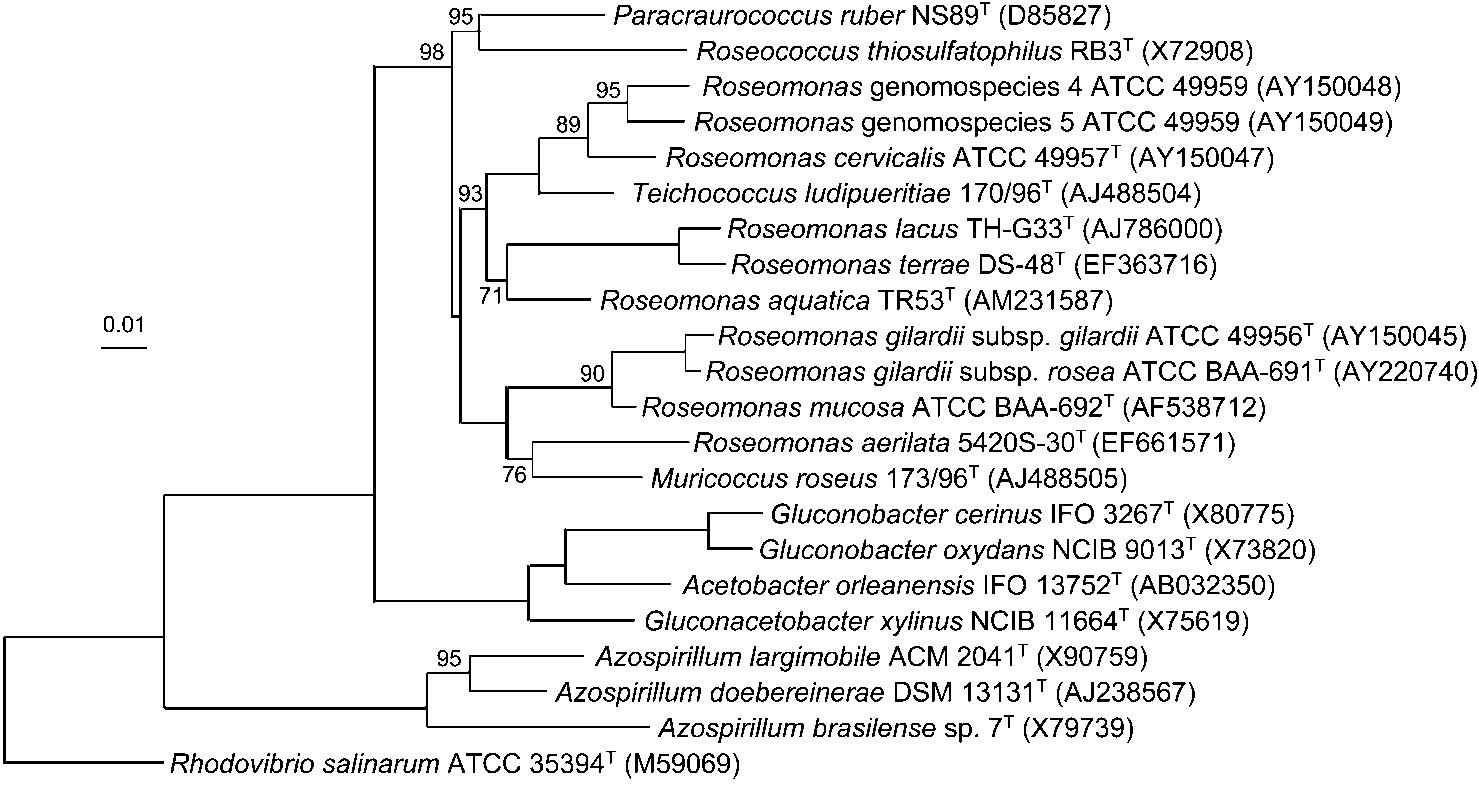 95
Paracraurococcus ruber NS89ᵀ (D85827)
98
Roseococcus thiosulfatophilus RB3ᵀ (X72908)
95
Roseomonas genomospecies 4 ATCC 49959 (AY150048)
89
Roseomonas genomospecies 5 ATCC 49959 (AY150049)
Roseomonas cervicalis ATCC 49957ᵀ (AY150047)
93
Teichococcus ludipueritiae 170/96ᵀ (AJ488504)
Roseomonas lacus TH-G33ᵀ (AJ786000)
Roseomonas terrae DS-48ᵀ (EF363716)
71
Roseomonas aquatica TR53ᵀ (AM231587)
0.01
Roseomonas gilardii subsp. gilardii ATCC 49956ᵀ (AY150045)
90
Roseomonas gilardii subsp. rosea ATCC BAA-691ᵀ (AY220740)
Roseomonas mucosa ATCC BAA-692ᵀ (AF538712)
Roseomonas aerilata 5420S-30ᵀ (EF661571)
76
Muricoccus roseus 173/96ᵀ (AJ488505)
Gluconobacter cerinus IFO 3267ᵀ (X80775)
Gluconobacter oxydans NCIB 9013ᵀ (X73820)
Acetobacter orleanensis IFO 13752ᵀ (AB032350)
Gluconacetobacter xylinus NCIB 11664ᵀ (X75619)
95
Azospirillum largimobile ACM 2041ᵀ (X90759)
Azospirillum doebereinerae DSM 13131ᵀ (AJ238567)
Azospirillum brasilense sp. 7ᵀ (X79739)
Rhodovibrio salinarum ATCC 35394ᵀ (M59069)